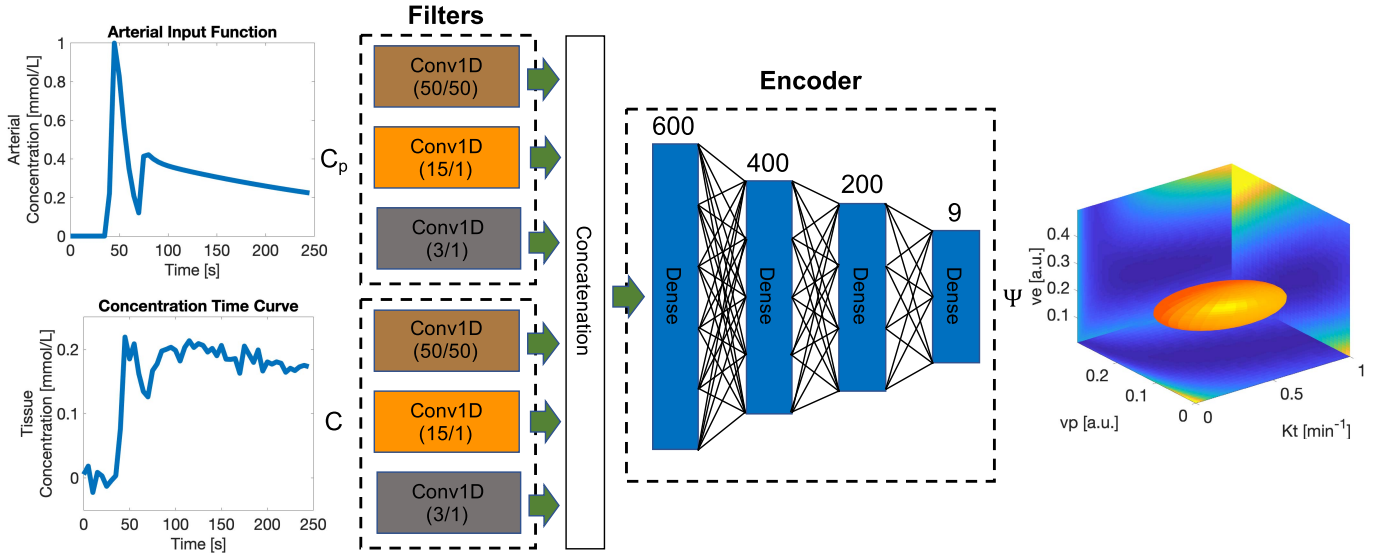 Filters
Arterial Input Function
1
0.8
0.6
0.4
0.2
0
Arterial
Concentration [mmol/L]
0 50 100 150 200 250
Time [s]
Cₚ
Conv1D
(50/50)
Conv1D
(15/1)
Conv1D
(3/1)
Concentration Time Curve
0.2
0.1
0
Tissue
Concentration [mmol/L]
0 50 100 150 200 250
Time [s]
C
Conv1D
(50/50)
Conv1D
(15/1)
Conv1D
(3/1)
Concatenation
Encoder
600
400
200
9
Dense
Dense
Dense
Dense
Ψ
ve [a.u.]
0.4
0.3
0.2
0.1
0.2
0.1
0
vp [a.u.]
0
0.5
1
Kt [min⁻¹]